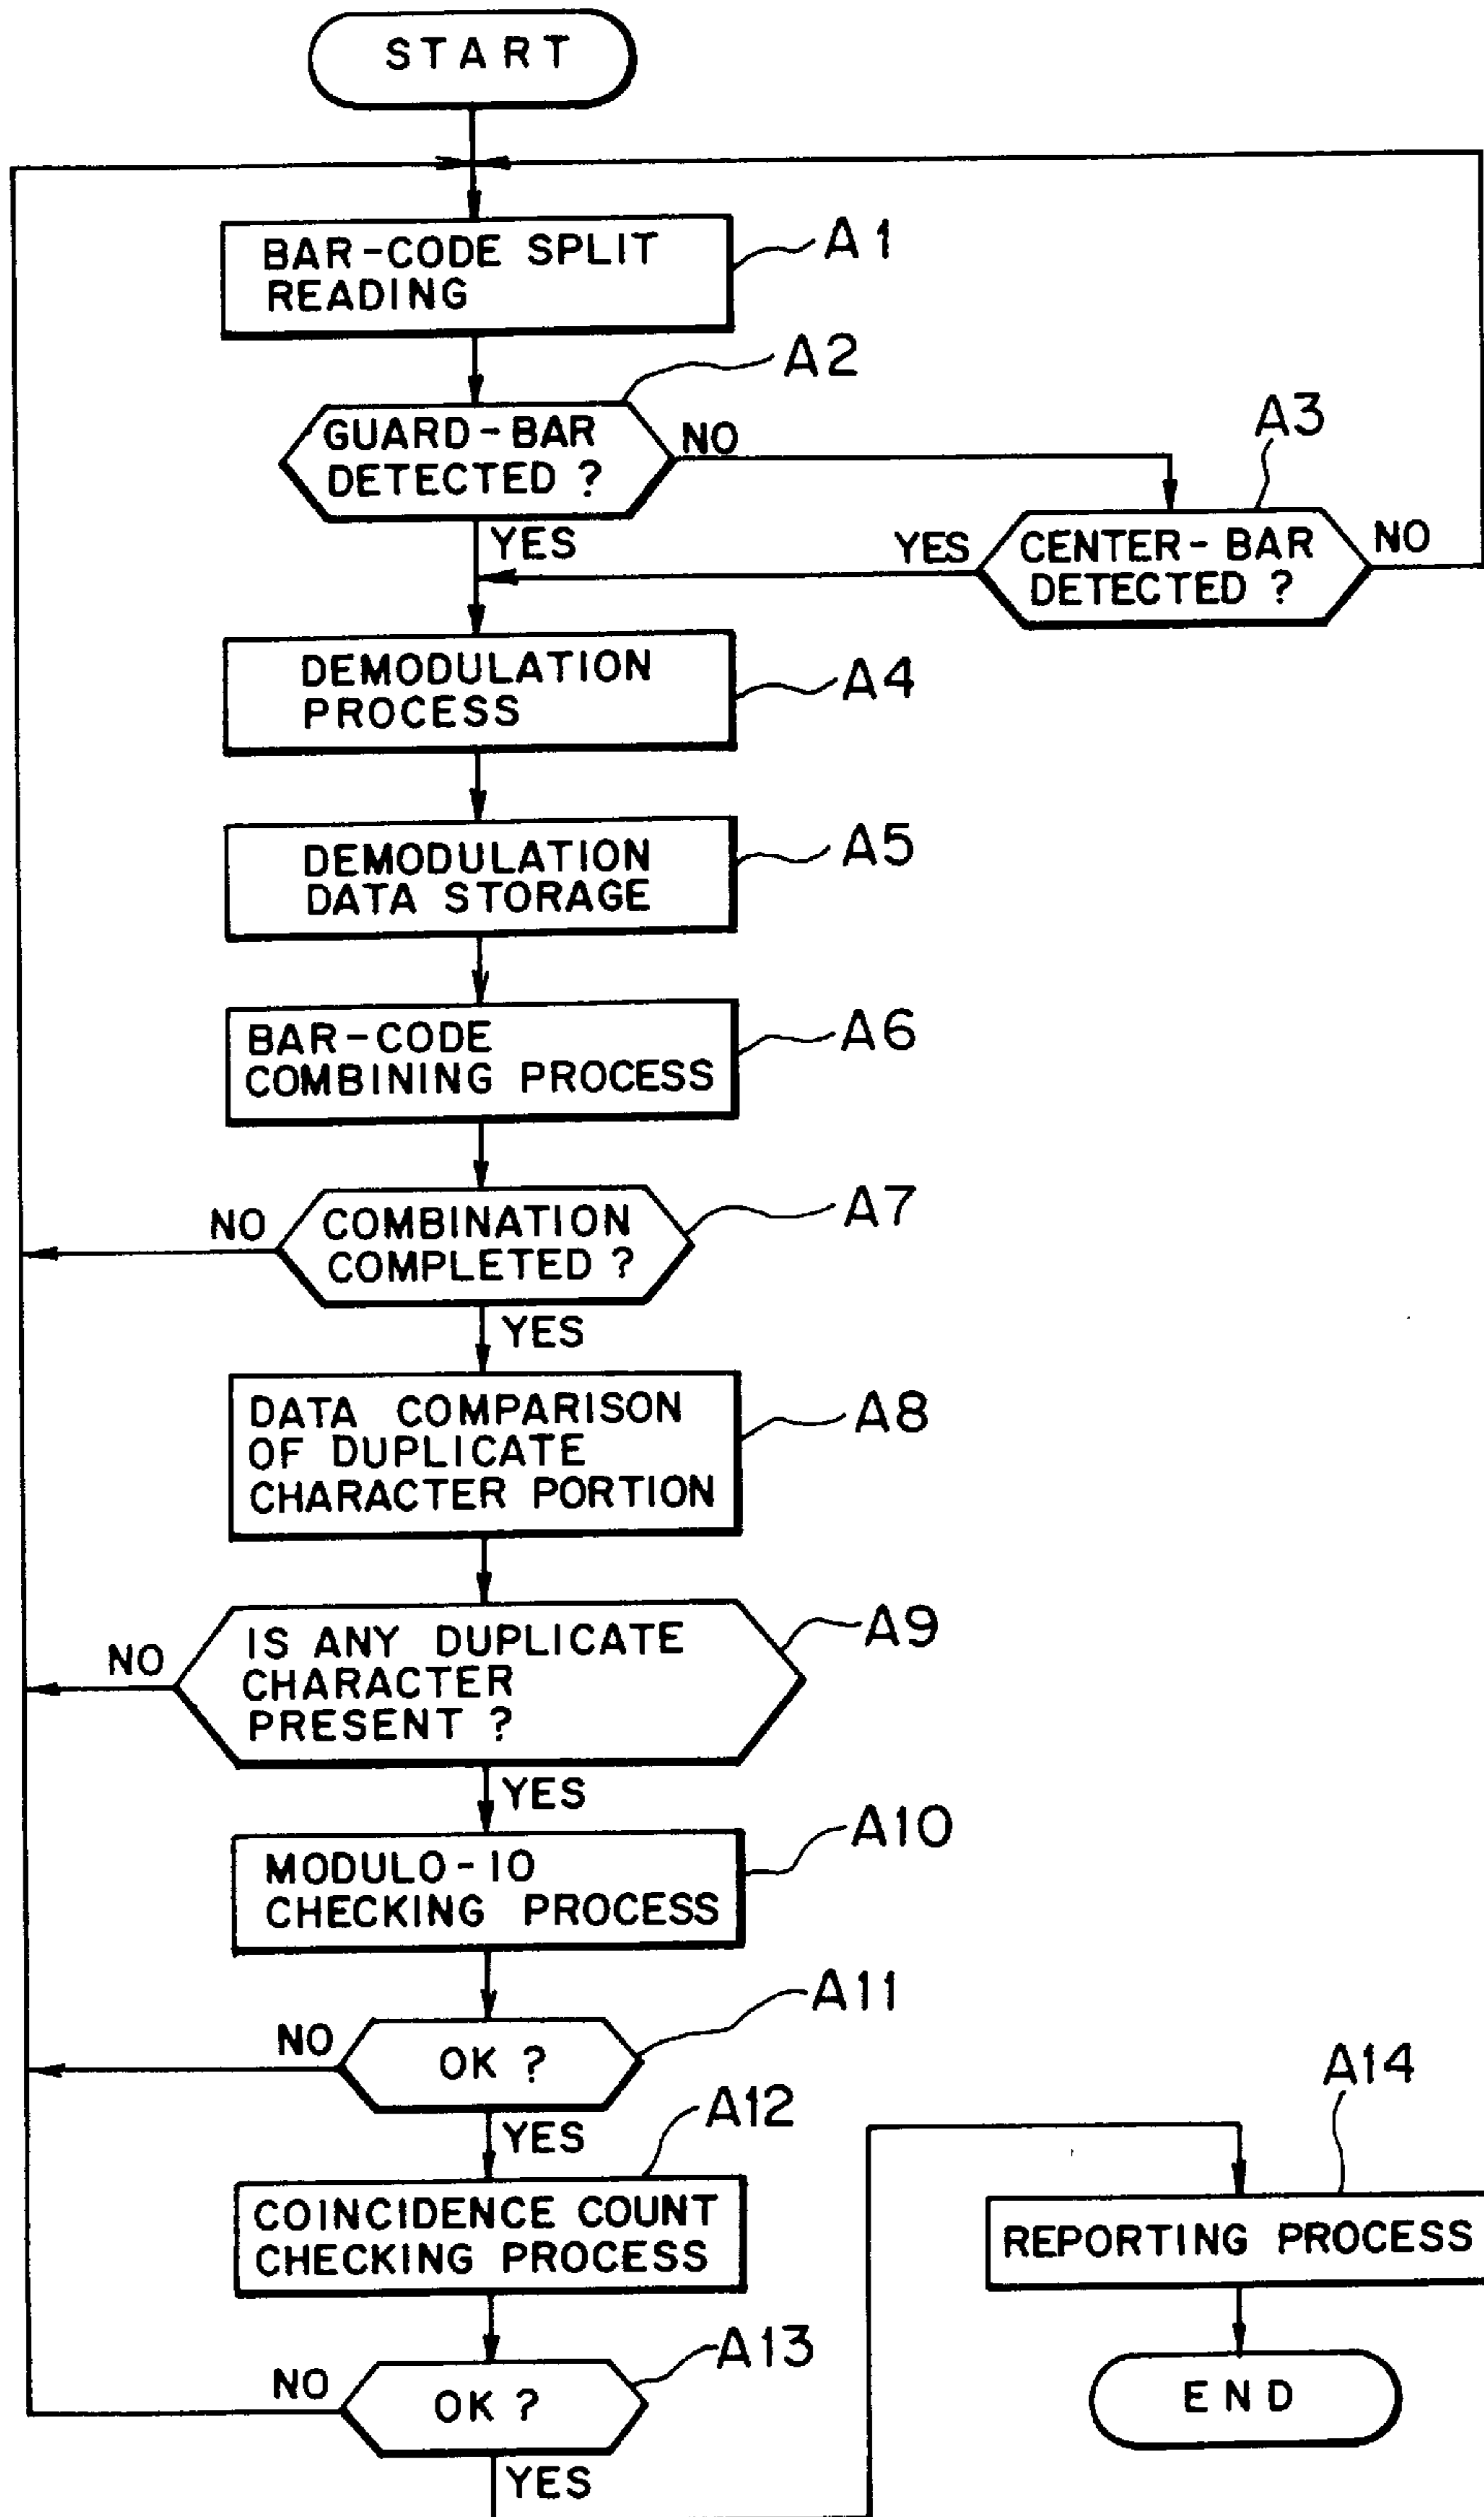 START
BAR-CODE SPLIT
READING
A1
A2
GUARD-BAR
DETECTED ?
NO
YES
A3
CENTER-BAR
DETECTED ?
YES
NO
DEMODULATION
PROCESS
A4
DEMODULATION
DATA STORAGE
A5
BAR-CODE
COMBINING PROCESS
A6
COMBINATION
COMPLETED ?
A7
NO
YES
DATA COMPARISON
OF DUPLICATE
CHARACTER PORTION
A8
IS ANY DUPLICATE
CHARACTER
PRESENT ?
A9
NO
YES
MODULO-10
CHECKING PROCESS
A10
OK ?
A11
NO
YES
COINCIDENCE COUNT
CHECKING PROCESS
A12
OK ?
A13
NO
YES
A14
REPORTING PROCESS
END